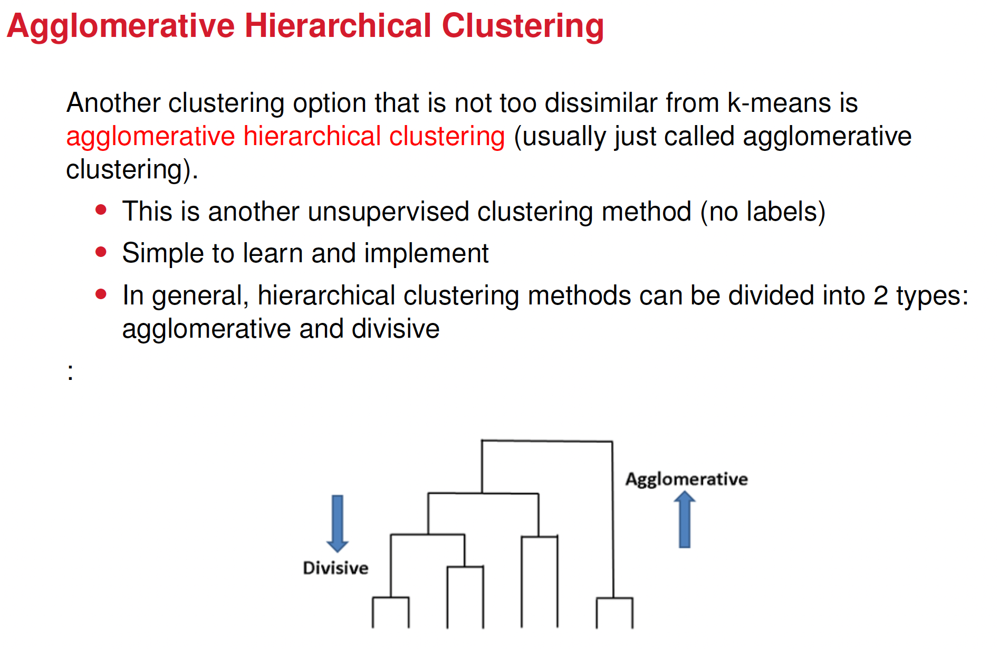 Agglomerative Hierarchical Clustering
Another clustering option that is not too dissimilar from k-means is
agglomerative hierarchical clustering (usually just called agglomerative
clustering).
• This is another unsupervised clustering method (no labels)
• Simple to learn and implement
• In general, hierarchical clustering methods can be divided into 2 types:
agglomerative and divisive
:
Agglomerative
Divisive